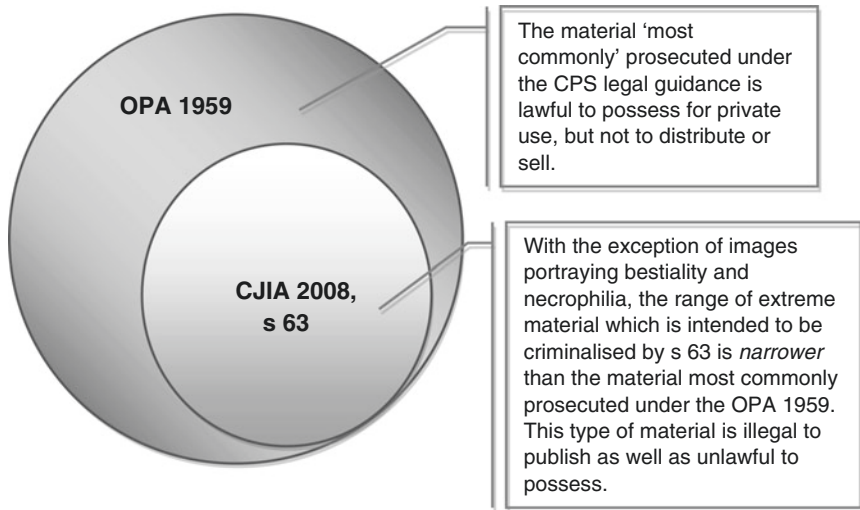 OPA 1959
The material ‘most
commonly’ prosecuted under
the CPS legal guidance is
lawful to possess for private
use, but not to distribute or
sell.
CJIA 2008,
s 63
With the exception of images
portraying bestiality and
necrophilia, the range of extreme
material which is intended to be
criminalised by s 63 is narrower
than the material most commonly
prosecuted under the OPA 1959.
This type of material is illegal to
publish as well as unlawful to
possess.